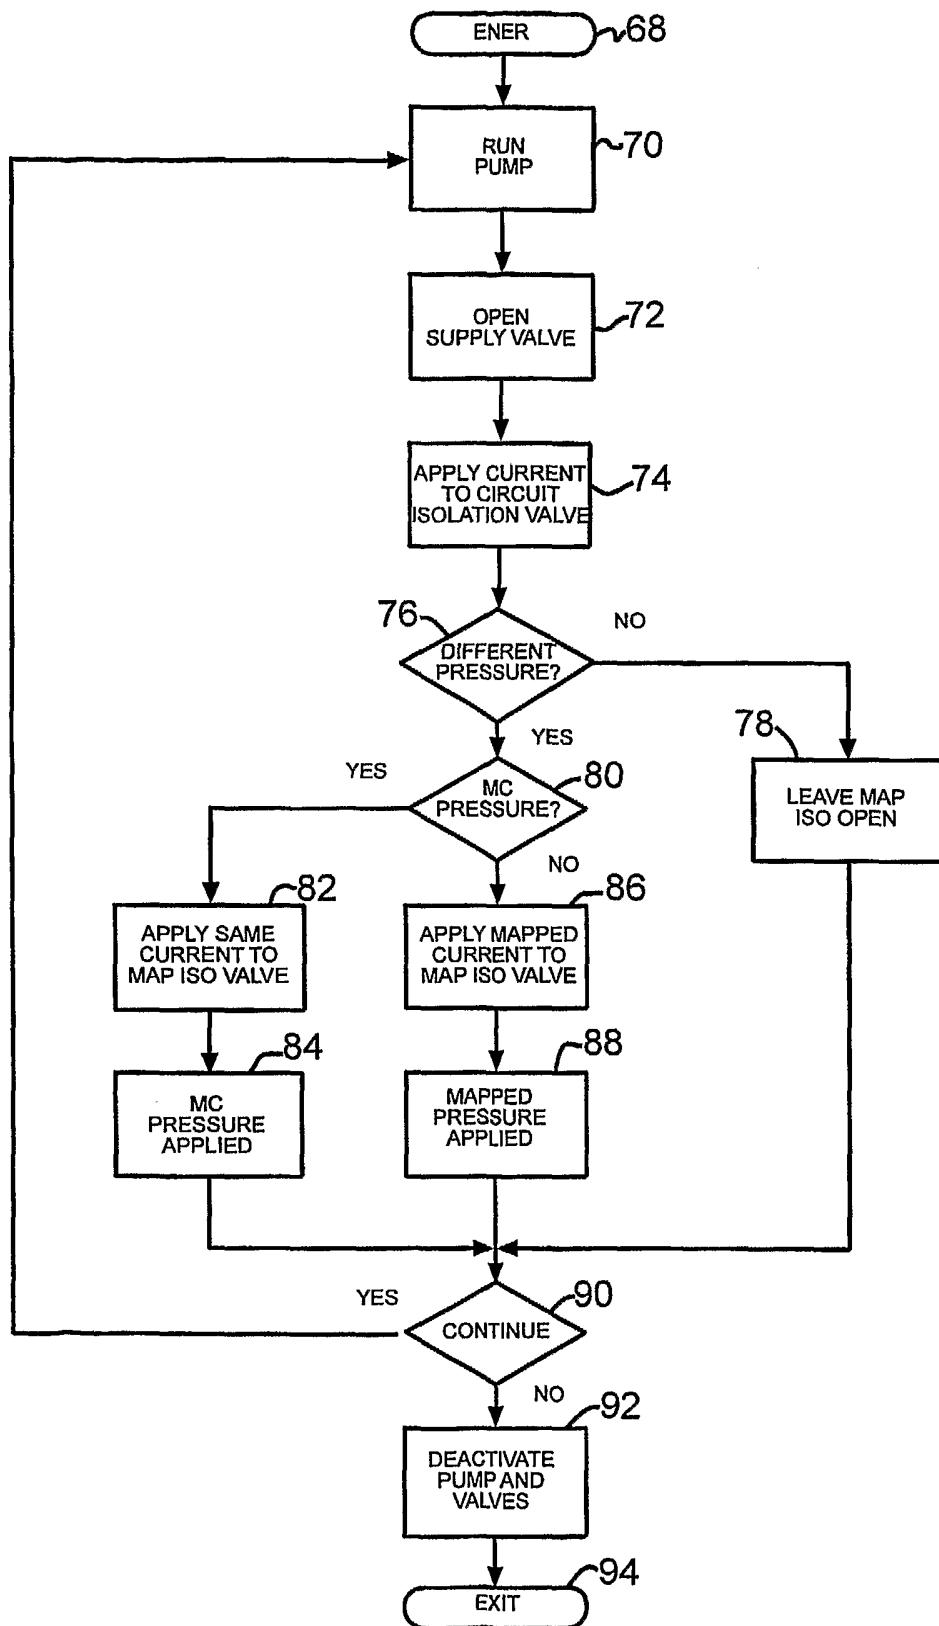 ENER
68
RUN
PUMP
70
OPEN
SUPPLY VALVE
72
APPLY CURRENT
TO CIRCUIT
ISOLATION VALVE
74
76
DIFFERENT
PRESSURE?
NO
YES
78
LEAVE MAP
ISO OPEN
YES
MC
PRESSURE?
80
NO
82
APPLY SAME
CURRENT TO
MAP ISO VALVE
86
APPLY MAPPED
CURRENT TO
MAP ISO VALVE
84
MC
PRESSURE
APPLIED
88
MAPPED
PRESSURE
APPLIED
YES
CONTINUE
90
NO
92
DEACTIVATE
PUMP AND
VALVES
94
EXIT